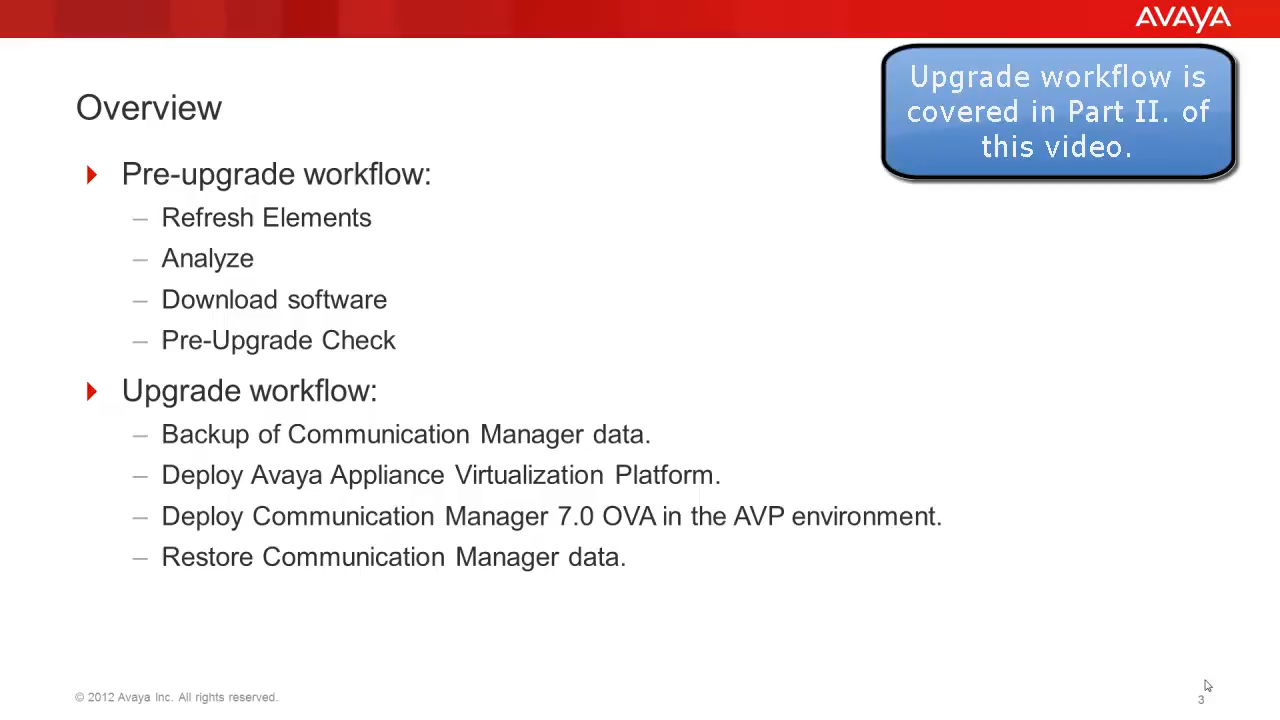 AVAYA
Upgrade workflow is
covered in Part II. of
this video.
Overview
Pre-upgrade workflow:
– Refresh Elements
– Analyze
– Download software
– Pre-Upgrade Check
Upgrade workflow:
– Backup of Communication Manager data.
– Deploy Avaya Appliance Virtualization Platform.
– Deploy Communication Manager 7.0 OVA in the AVP environment.
– Restore Communication Manager data.
© 2012 Avaya Inc. All rights reserved.
3